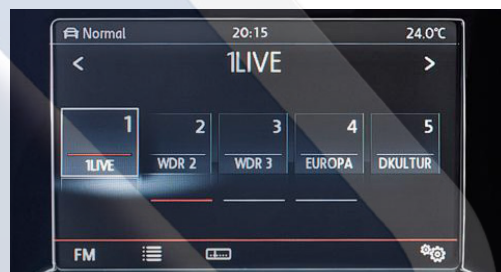 Normal 20:15 24.0°C
< 1LIVE >
1 2 3 4 5
1LIVE WDR 2 WDR 3 EUROPA DKULTUR
FM